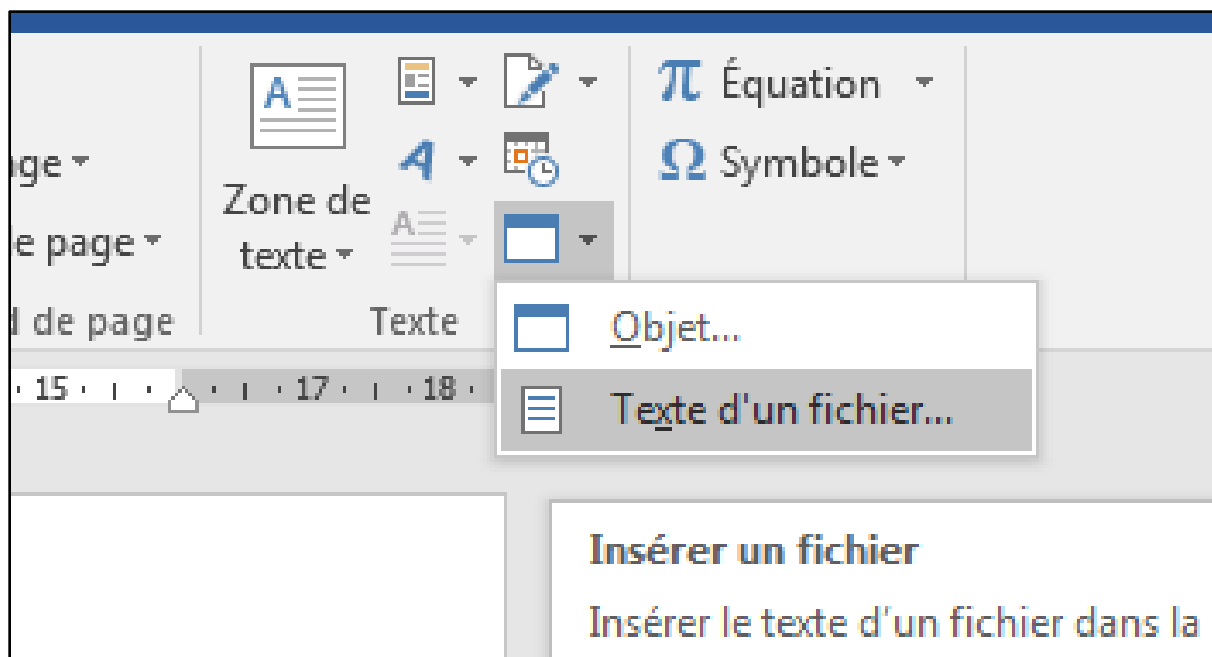 Équation
age
Symbole
Zone de
texte
e page
d de page
Texte
Objet...
15 17 18
Texte d'un fichier...
Insérer un fichier
Insérer le texte d'un fichier dans la